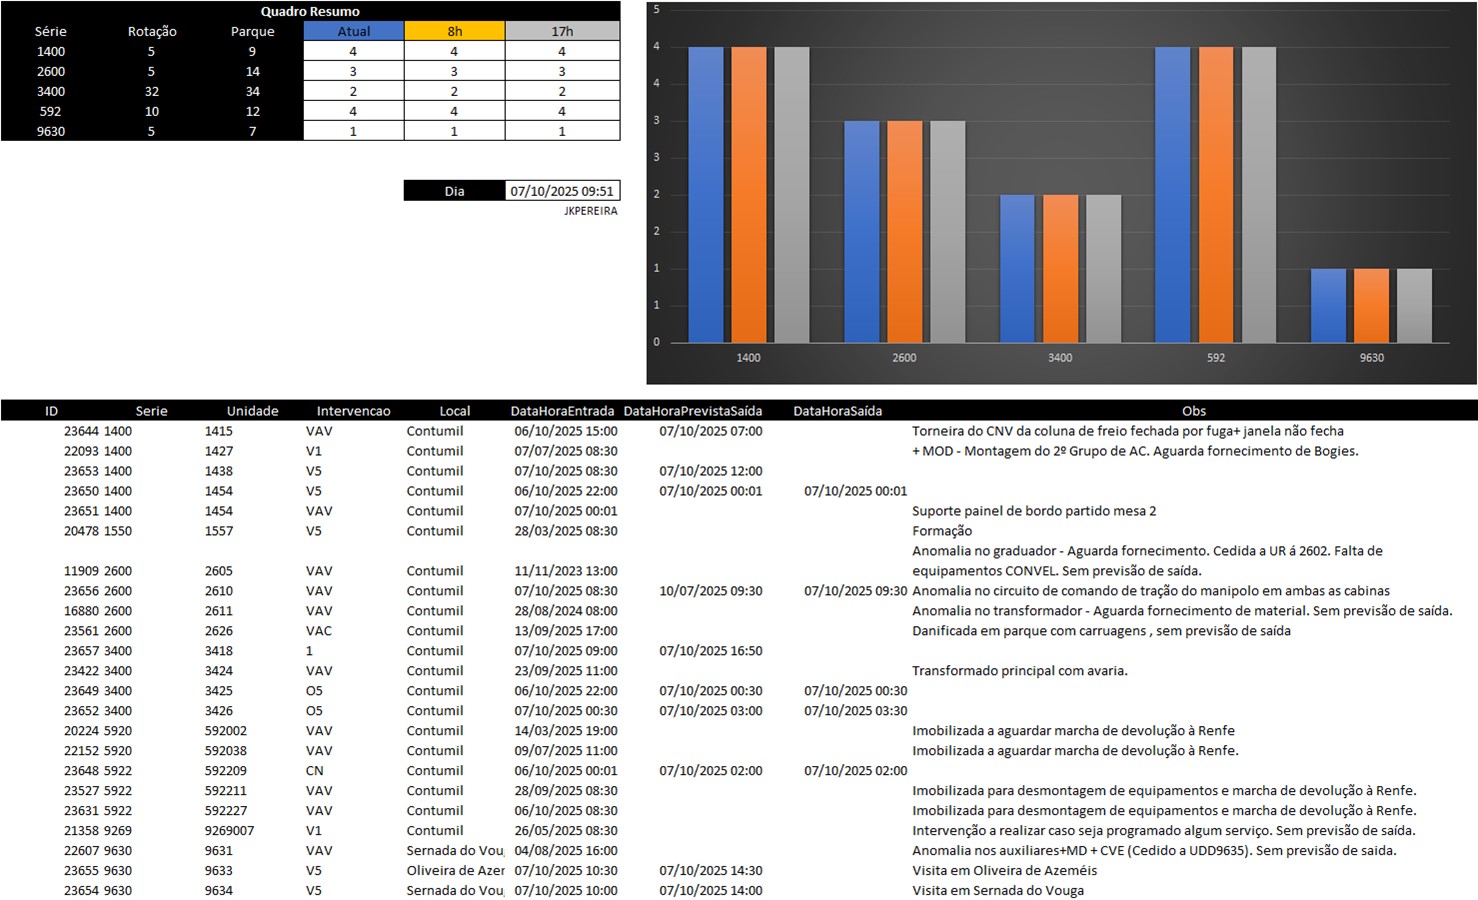 Quadro Resumo
Série Rotação Parque Atual 8h 17h
1400 5 9 4 4 4
2600 5 14 3 3 3
3400 32 34 2 2 2
592 10 12 4 4 4
9630 5 7 1 1 1
Dia 07/10/2025 09:51
JKPEREIRA
5
4
4
3
3
2
2
1
1
0
1400 2600 3400 592 9630
ID Serie Unidade Intervencao Local DataHoraEntrada DataHoraPrevistaSaída DataHoraSaída Obs
23644 1400 1415 VAV Contumil 06/10/2025 15:00 07/10/2025 07:00 Torneira do CNV da coluna de freio fechada por fuga+ janela não fecha
22093 1400 1427 V1 Contumil 07/07/2025 08:30 + MOD - Montagem do 2º Grupo de AC. Aguarda fornecimento de Bogies.
23653 1400 1438 V5 Contumil 07/10/2025 08:30 07/10/2025 12:00
23650 1400 1454 V5 Contumil 06/10/2025 22:00 07/10/2025 00:01 07/10/2025 00:01
23651 1400 1454 VAV Contumil 07/10/2025 00:01 Suporte painel de bordo partido mesa 2
20478 1550 1557 V5 Contumil 28/03/2025 08:30 Formação
Anomalia no graduador - Aguarda fornecimento. Cedida a UR á 2602. Falta de
11909 2600 2605 VAV Contumil 11/11/2023 13:00 equipamentos CONVEL. Sem previsão de saída.
23656 2600 2610 VAV Contumil 07/10/2025 08:30 10/07/2025 09:30 07/10/2025 09:30 Anomalia no circuito de comando de tração do manipolo em ambas as cabinas
16880 2600 2611 VAV Contumil 28/08/2024 08:00 Anomalia no transformador - Aguarda fornecimento de material. Sem previsão de saída.
23561 2600 2626 VAC Contumil 13/09/2025 17:00 Danificada em parque com carruagens , sem previsão de saída
23657 3400 3418 1 Contumil 07/10/2025 09:00 07/10/2025 16:50
23422 3400 3424 VAV Contumil 23/09/2025 11:00 Transformado principal com avaria.
23649 3400 3425 O5 Contumil 06/10/2025 22:00 07/10/2025 00:30 07/10/2025 00:30
23652 3400 3426 O5 Contumil 07/10/2025 00:30 07/10/2025 03:00 07/10/2025 03:30
20224 5920 592002 VAV Contumil 14/03/2025 19:00 Imobilizada a aguardar marcha de devolução à Renfe
22152 5920 592038 VAV Contumil 09/07/2025 11:00 Imobilizada a aguardar marcha de devolução à Renfe.
23648 5922 592209 CN Contumil 06/10/2025 00:01 07/10/2025 02:00 07/10/2025 02:00
23527 5922 592211 VAV Contumil 28/09/2025 08:30 Imobilizada para desmontagem de equipamentos e marcha de devolução à Renfe.
23631 5922 592227 VAV Contumil 06/10/2025 08:30 Imobilizada para desmontagem de equipamentos e marcha de devolução à Renfe.
21358 9269 9269007 V1 Contumil 26/05/2025 08:30 Intervenção a realizar caso seja programado algum serviço. Sem previsão de saída.
22607 9630 9631 VAV Sernada do Vou 04/08/2025 16:00 Anomalia nos auxiliares+MD + CVE (Cedido a UDD9635). Sem previsão de saida.
23655 9630 9633 V5 Oliveira de Azer 07/10/2025 10:30 07/10/2025 14:30 Visita em Oliveira de Azeméis
23654 9630 9634 V5 Sernada do Vou 07/10/2025 10:00 07/10/2025 14:00 Visita em Sernada do Vouga